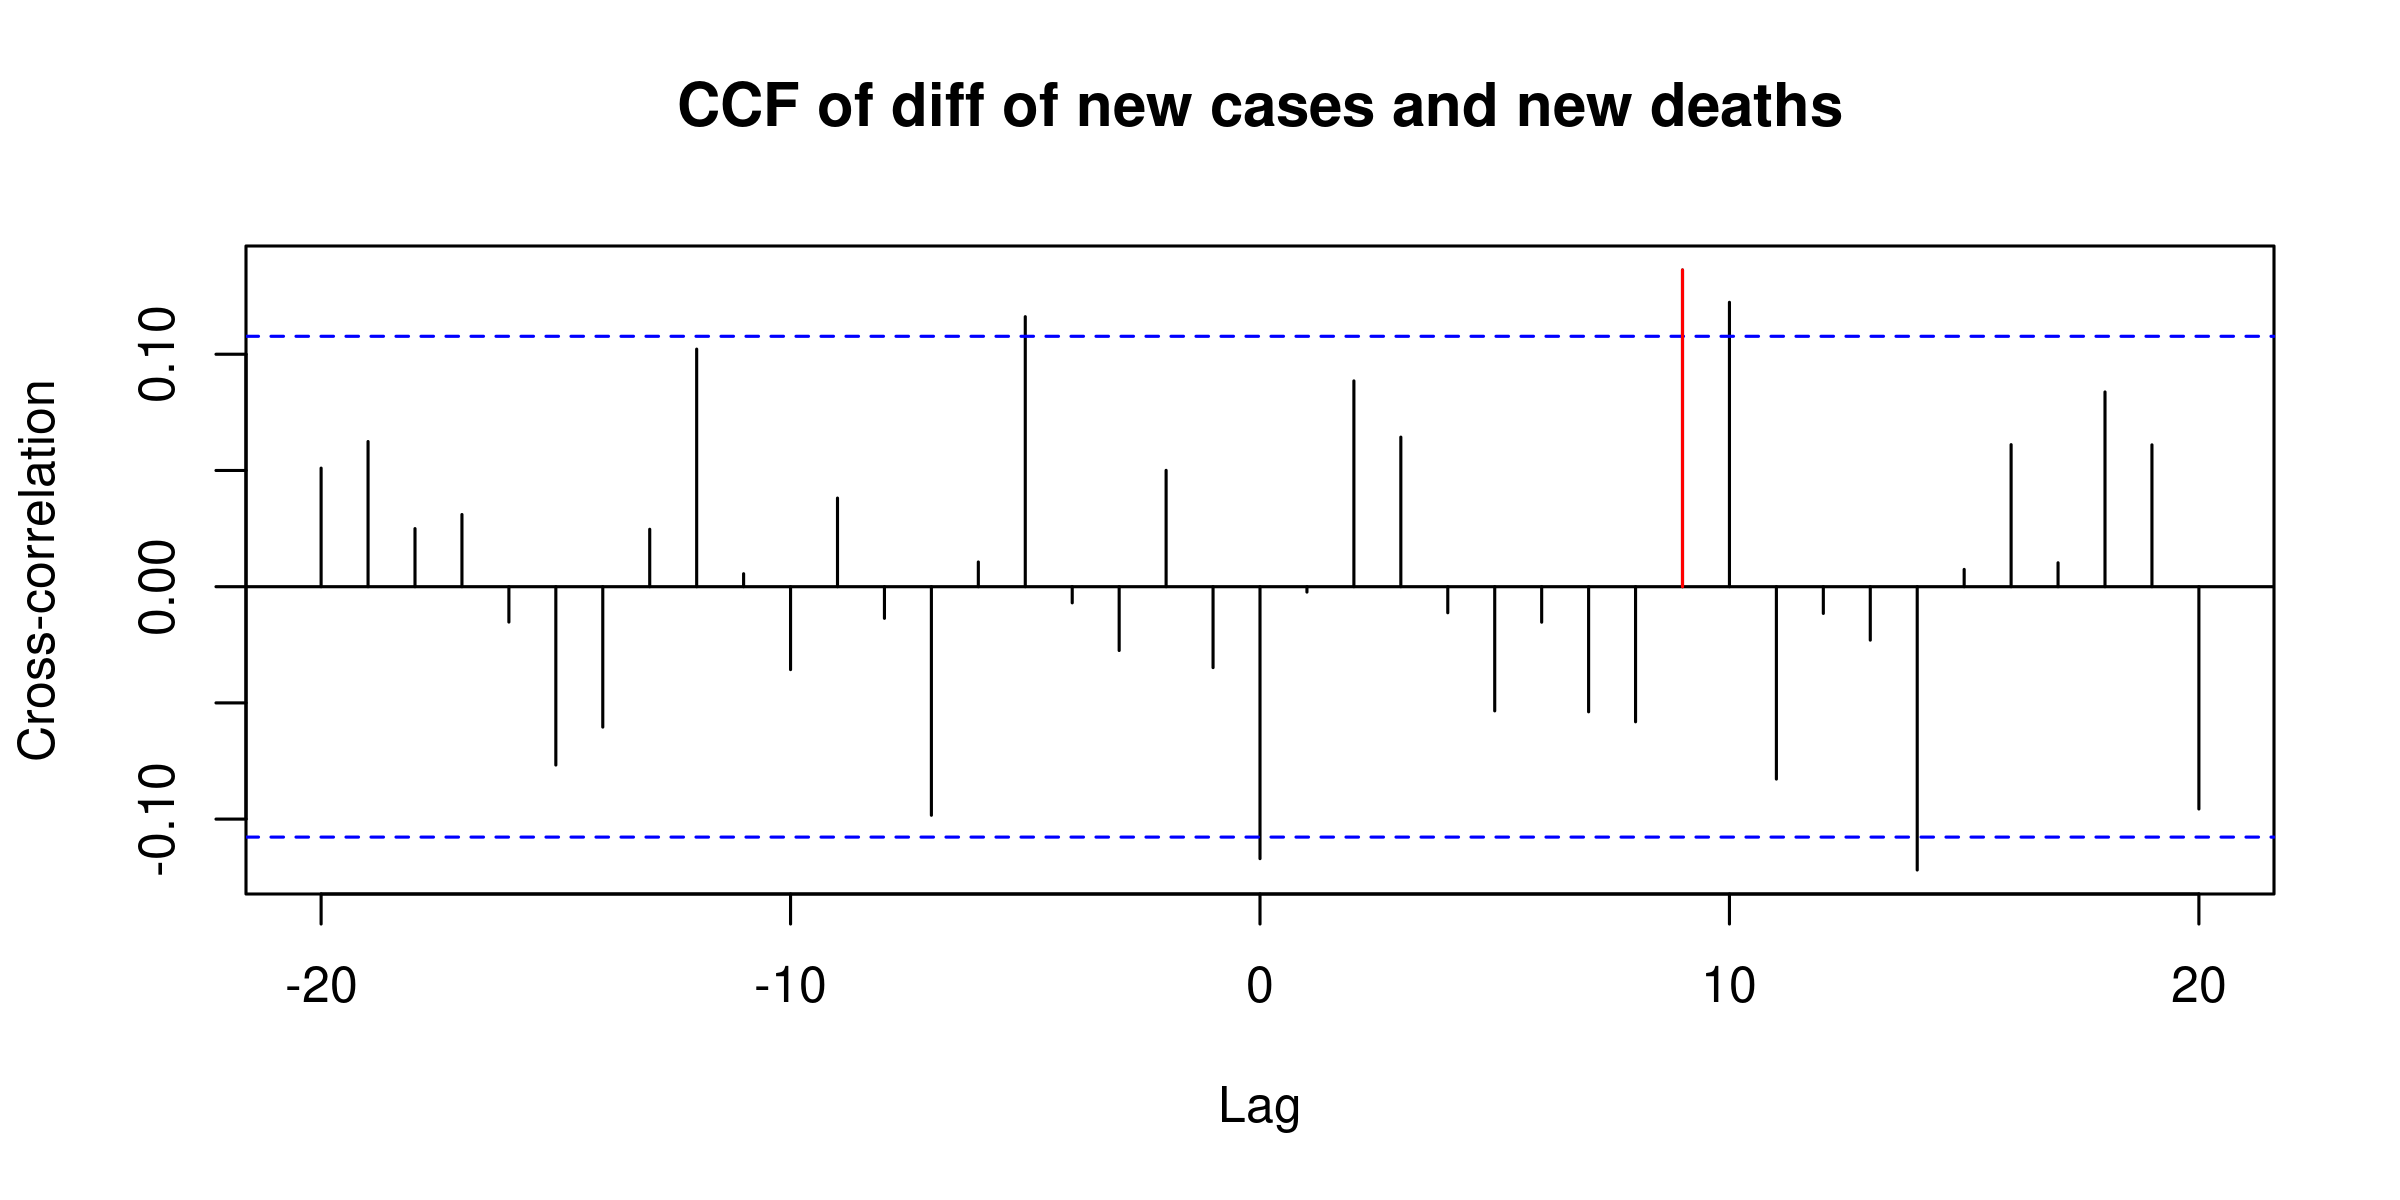 CCF of diff of new cases and new deaths
Cross-correlation
0.10
0.00
-0.10
-20 -10 0 10 20
Lag